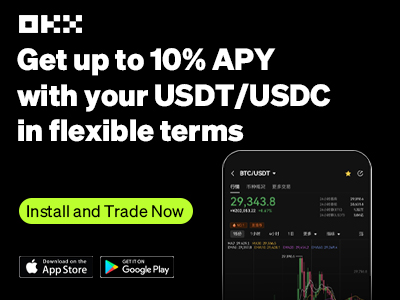 OKX
Get up to 10% APY
with your USDT/USDC
in flexible terms
Install and Trade Now
Download on the
App Store
GET IT ON
Google Play
BTC/USDT
29,343.8